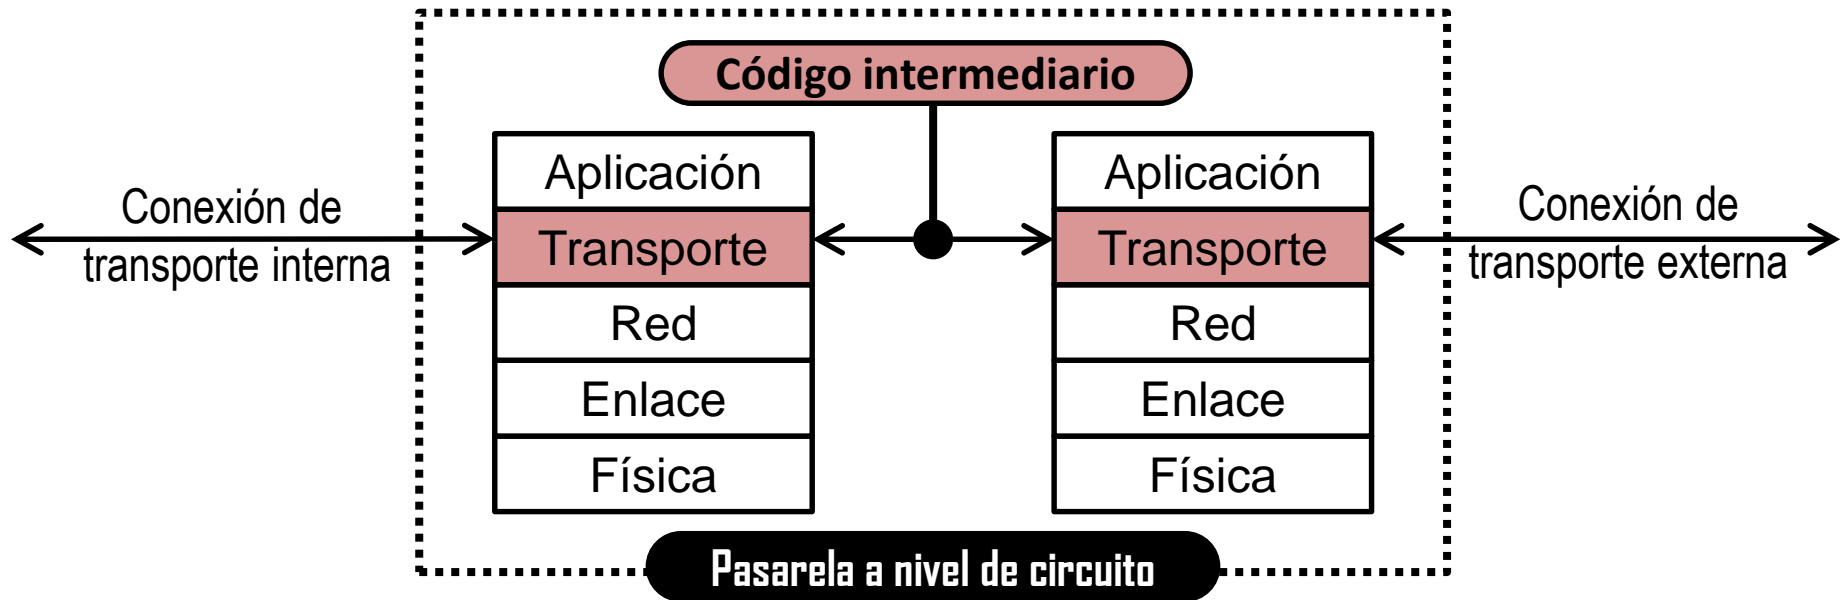 Código intermediario
Conexión de
transporte interna
Aplicación
Transporte
Red
Enlace
Física
Aplicación
Transporte
Red
Enlace
Física
Conexión de
transporte externa
Pasarela a nivel de circuito